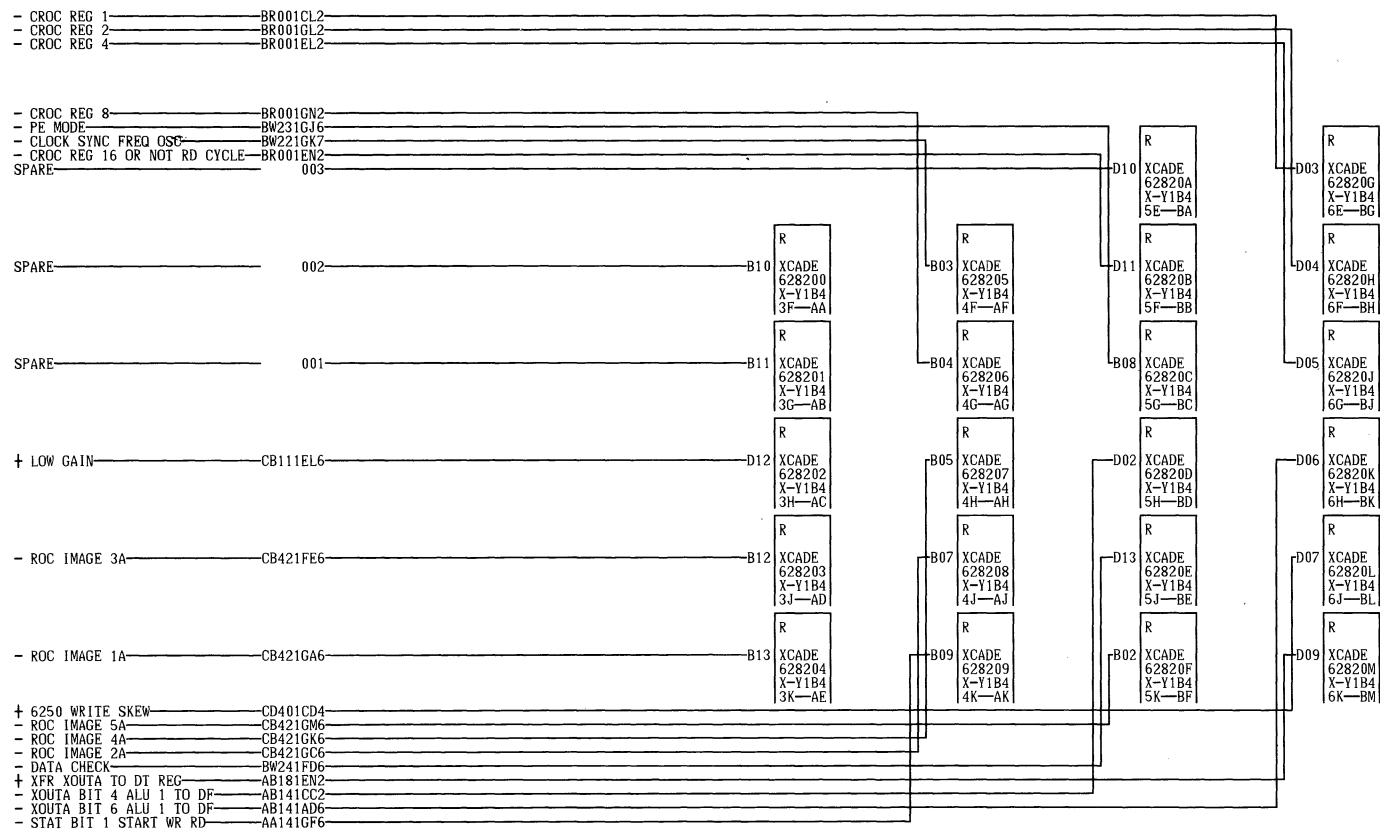 - CROC REG 1 BR001CL2
- CROC REG 2 BR001GL2
- CROC REG 4 BR001EL2
- CROC REG 8 BR001GN2
- PE MODE BW231GJ6
- CLOCK SYNC FREQ OSC BW221GK7
- CROC REG 16 OR NOT RD CYCLE BR001EN2
SPARE 003
D10 R XCADE 62820A X-Y1B4 5E-BA
D03 R XCADE 62820G X-Y1B4 6E-BG
SPARE 002
B10 R XCADE 628200 X-Y1B4 3F-AA
B03 R XCADE 628205 X-Y1B4 4F-AF
D11 R XCADE 62820B X-Y1B4 5F-BB
D04 R XCADE 62820H X-Y1B4 6F-BH
SPARE 001
B11 R XCADE 628201 X-Y1B4 3G-AB
B04 R XCADE 628206 X-Y1B4 4G-AG
B08 R XCADE 62820C X-Y1B4 5G-BC
D05 R XCADE 62820J X-Y1B4 6G-BJ
+ LOW GAIN CB111EL6
D12 R XCADE 628202 X-Y1B4 3H-AC
B05 R XCADE 628207 X-Y1B4 4H-AH
D02 R XCADE 62820D X-Y1B4 5H-BD
D06 R XCADE 62820K X-Y1B4 6H-BK
- ROC IMAGE 3A CB421FE6
B12 R XCADE 628203 X-Y1B4 3J-AD
B07 R XCADE 628208 X-Y1B4 4J-AJ
D13 R XCADE 62820E X-Y1B4 5J-BE
D07 R XCADE 62820L X-Y1B4 6J-BL
- ROC IMAGE 1A CB421GA6
B13 R XCADE 628204 X-Y1B4 3K-AE
B09 R XCADE 628209 X-Y1B4 4K-AK
B02 R XCADE 62820F X-Y1B4 5K-BF
D09 R XCADE 62820M X-Y1B4 6K-BM
+ 6250 WRITE SKEW CD401CD4
- ROC IMAGE 5A CB421GM6
- ROC IMAGE 4A CB421GK6
- ROC IMAGE 2A CB421GC6
- DATA CHECK BW241FD6
+ XFR XOUTA TO DT REG AB181EN2
- XOUTA BIT 4 ALU 1 TO DF AB141CC2
- XOUTA BIT 6 ALU 1 TO DF AB141AD6
- STAT BIT 1 START WR RD AA141GF6